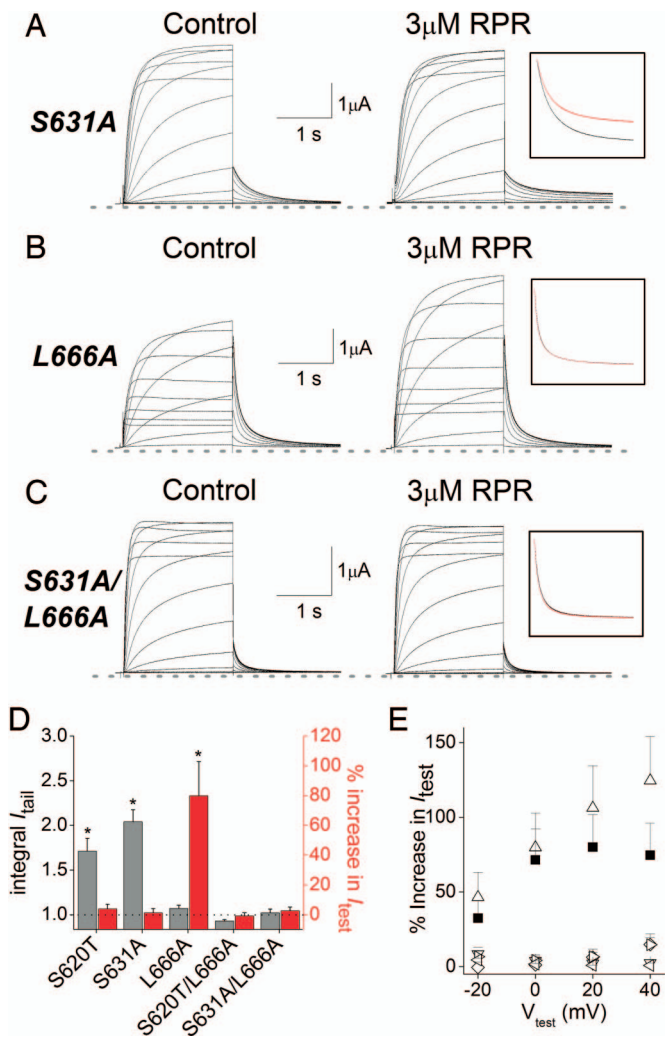 A
Control
3μM RPR
S631A
1μA
1 s
B
Control
3μM RPR
L666A
1μA
1 s
C
Control
3μM RPR
S631A/
L666A
1μA
1 s
D
integral Itail
3.0
2.5
2.0
1.5
1.0
*
*
*
120
100
80
60
40
20
0
% increase in Itest
S620T
S631A
L666A
S620T/L666A
S631A/L666A
E
% Increase in Itest
150
100
50
0
-20
0
20
40
Vtest (mV)